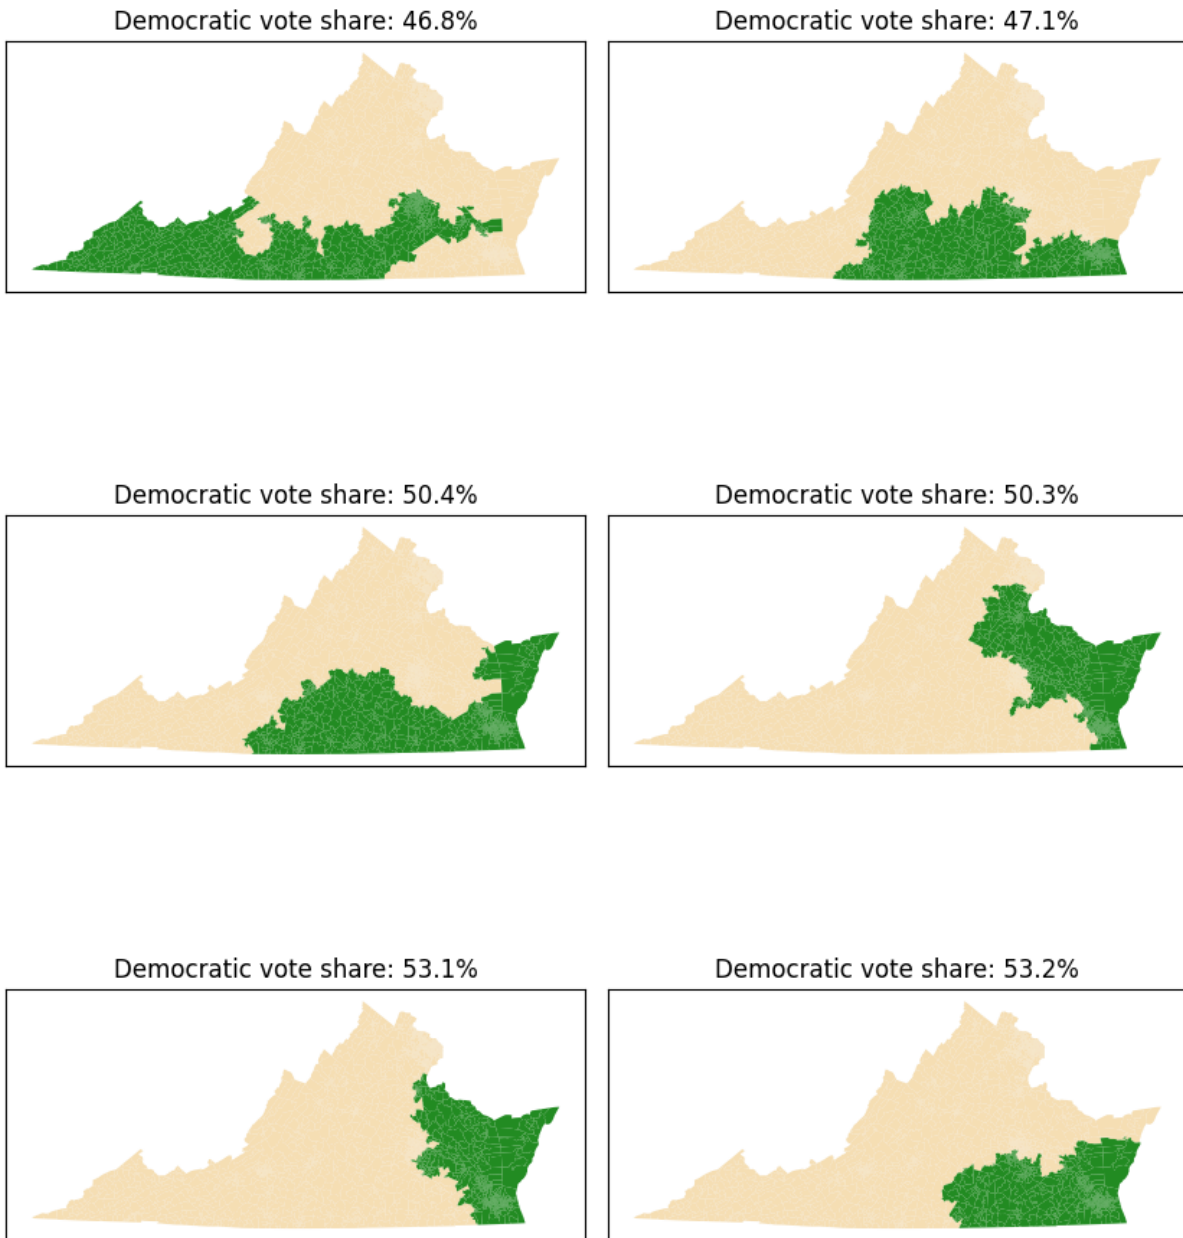 Democratic vote share: 46.8%
Democratic vote share: 47.1%
Democratic vote share: 50.4%
Democratic vote share: 50.3%
Democratic vote share: 53.1%
Democratic vote share: 53.2%